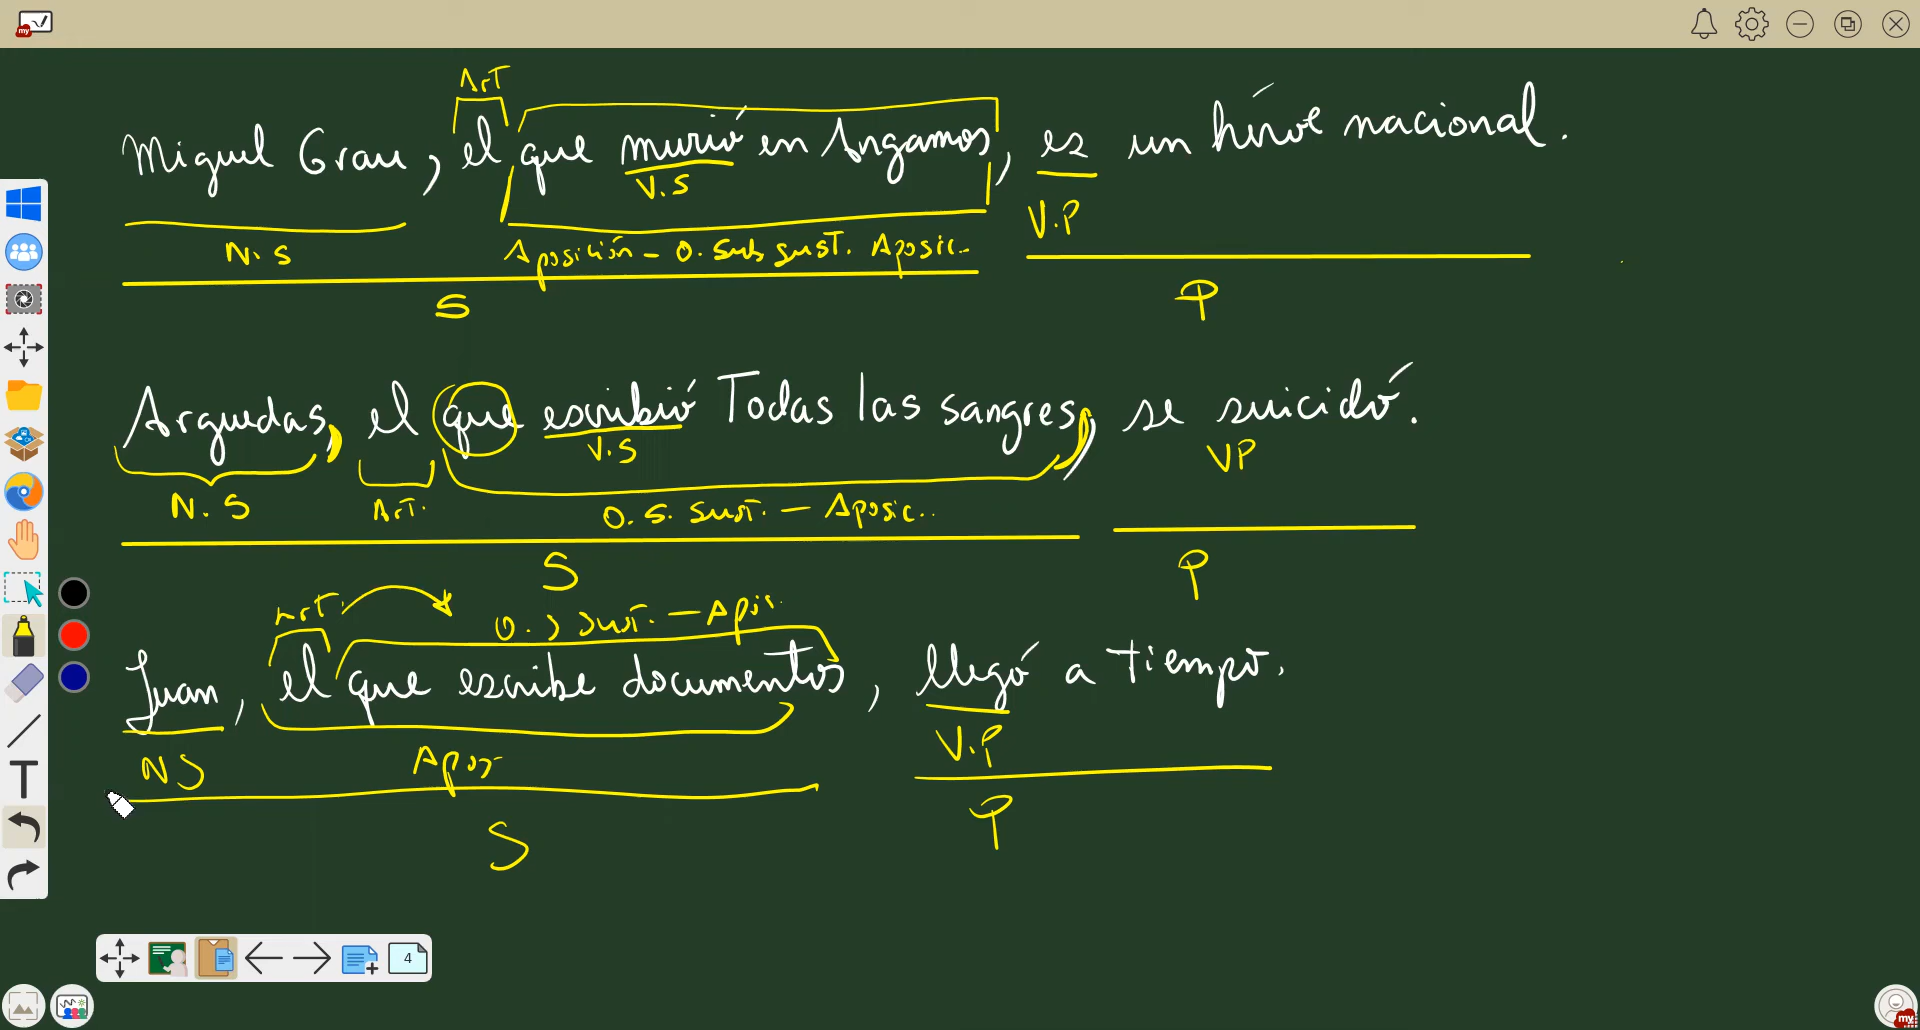 ArT
Miguel Grau, el que murió en Angamos, es un héroe nacional.
V.S
V.P
N.S
Aposición - O. Sub sust. Aposic..
S
P
Arguedas, el que escribió Todas las sangres, se suicidó.
V.S
VP
N.S
ArT.
O.S. Sust. - Aposic..
S
P
ArT.
O.S Sust. - Apos.
Juan, el que escribe documentos, llegó a tiempo.
NS
Apos
V.P
S
P
4